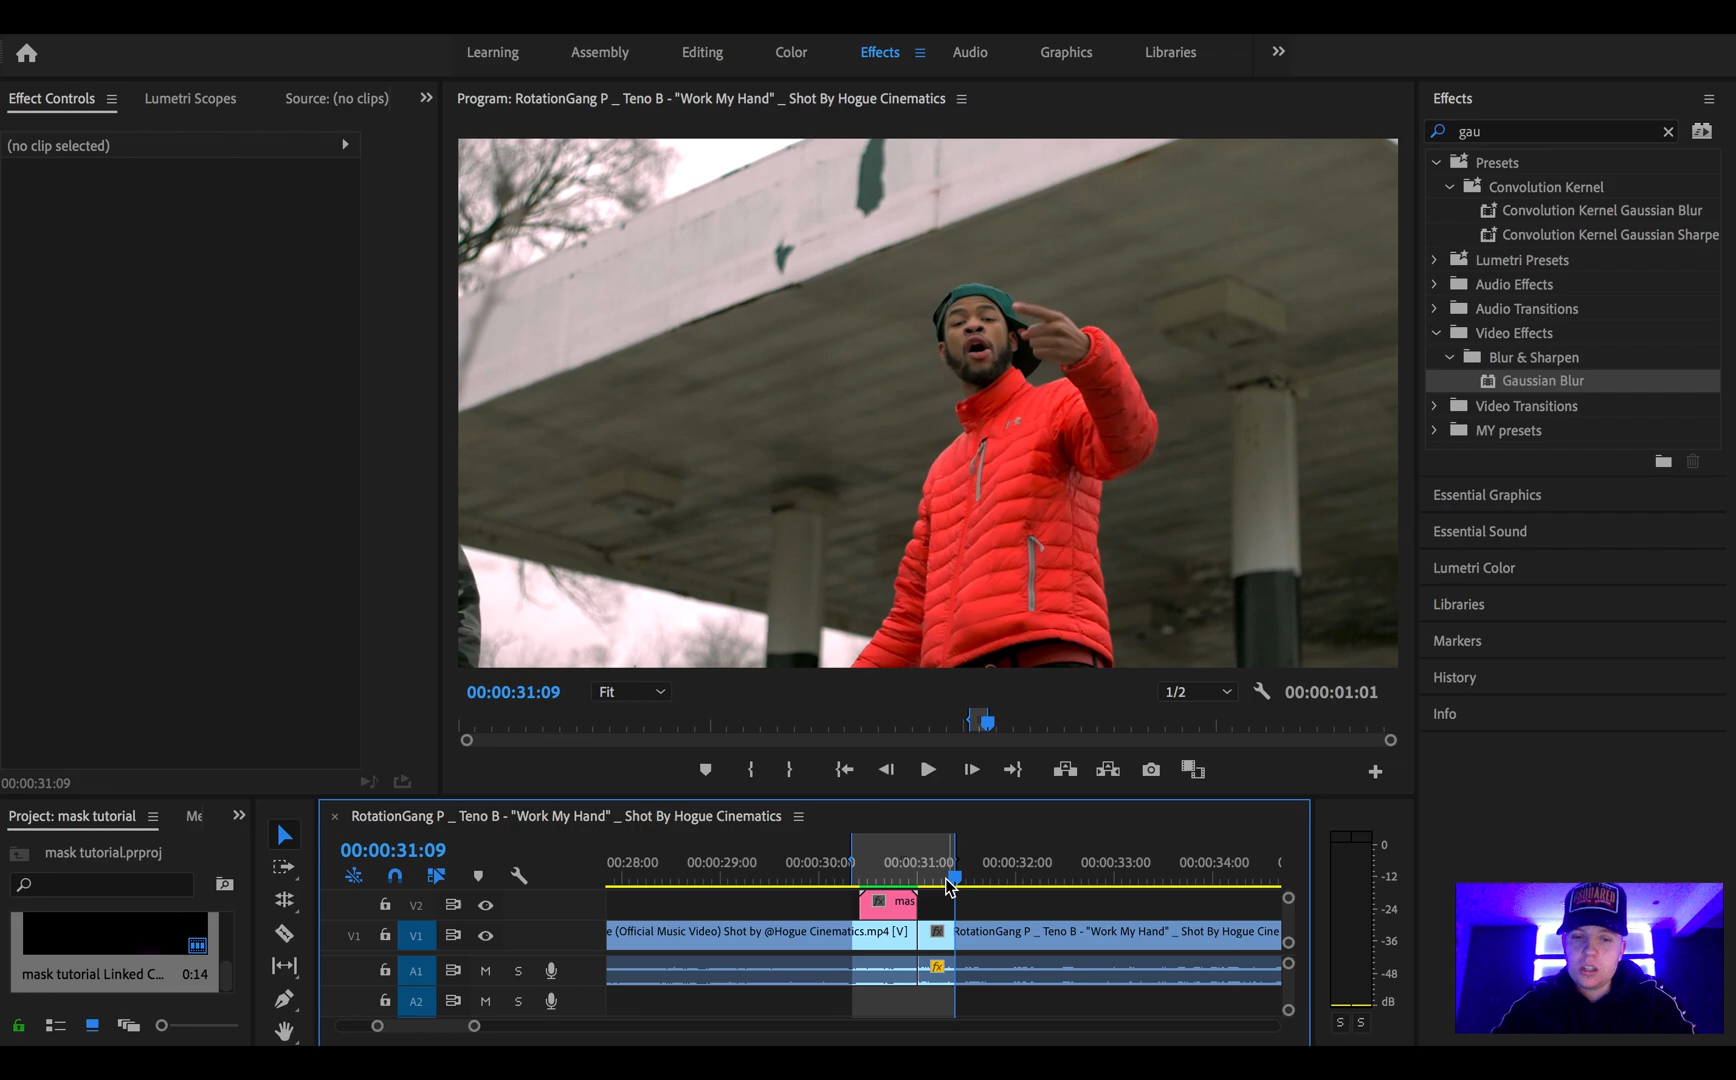 Learning Assembly Editing Color Effects Audio Graphics Libraries
Effect Controls Lumetri Scopes Source: (no clips)
Program: RotationGang P _ Teno B - "Work My Hand" _ Shot By Hogue Cinematics
Effects
(no clip selected)
gau
Presets
Convolution Kernel
Convolution Kernel Gaussian Blur
Convolution Kernel Gaussian Sharpe
Lumetri Presets
Audio Effects
Audio Transitions
Video Effects
Blur & Sharpen
Gaussian Blur
Video Transitions
MY presets
Essential Graphics
Essential Sound
Lumetri Color
Libraries
Markers
History
Info
00:00:31:09 Fit 1/2 00:00:01:01
00:00:31:09
Project: mask tutorial Me
mask tutorial.prproj
mask tutorial Linked C... 0:14
RotationGang P _ Teno B - "Work My Hand" _ Shot By Hogue Cinematics
00:00:31:09
00:28:00 00:00:29:00 00:00:30:0 00:00:31:00 00:00:32:00 00:00:33:00 00:00:34:00
V2 fx mas
V1 V1 e (Official Music Video) Shot by @Hogue Cinematics.mp4 [V] fx RotationGang P _ Teno B - "Work My Hand" _ Shot By Hogue Cine
A1 M S fx
A2 M S
0
-12
-24
-36
-48
dB
S S